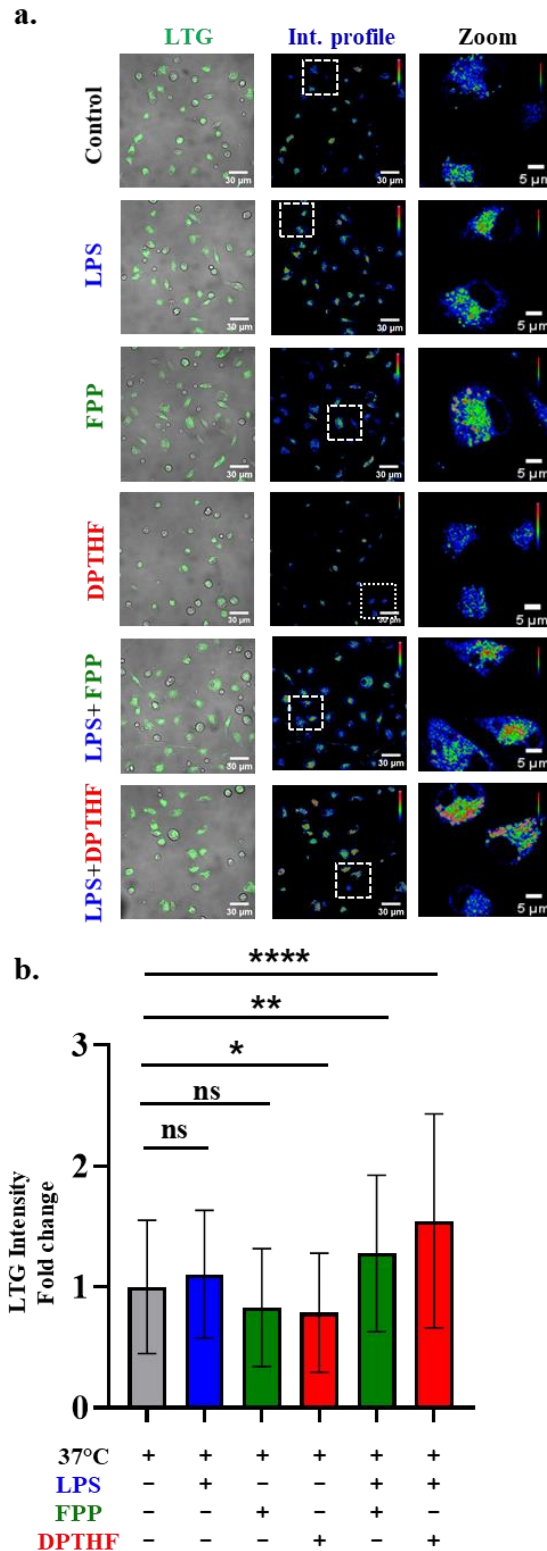 a.
LTG Int. profile Zoom
Control
30 µm 30 µm 5 µm
LPS
30 µm 30 µm 5 µm
FPP
30 µm 30 µm 5 µm
DPTHF
30 µm 30 µm 5 µm
LPS+FPP
30 µm 30 µm 5 µm
LPS+DPTHF
30 µm 30 µm 5 µm
b.
****
**
*
ns
ns
3
2
1
0
LTG Intensity
Fold change
37°C + + + + + +
LPS − + − − + +
FPP − − + − + −
DPTHF − − − + − +